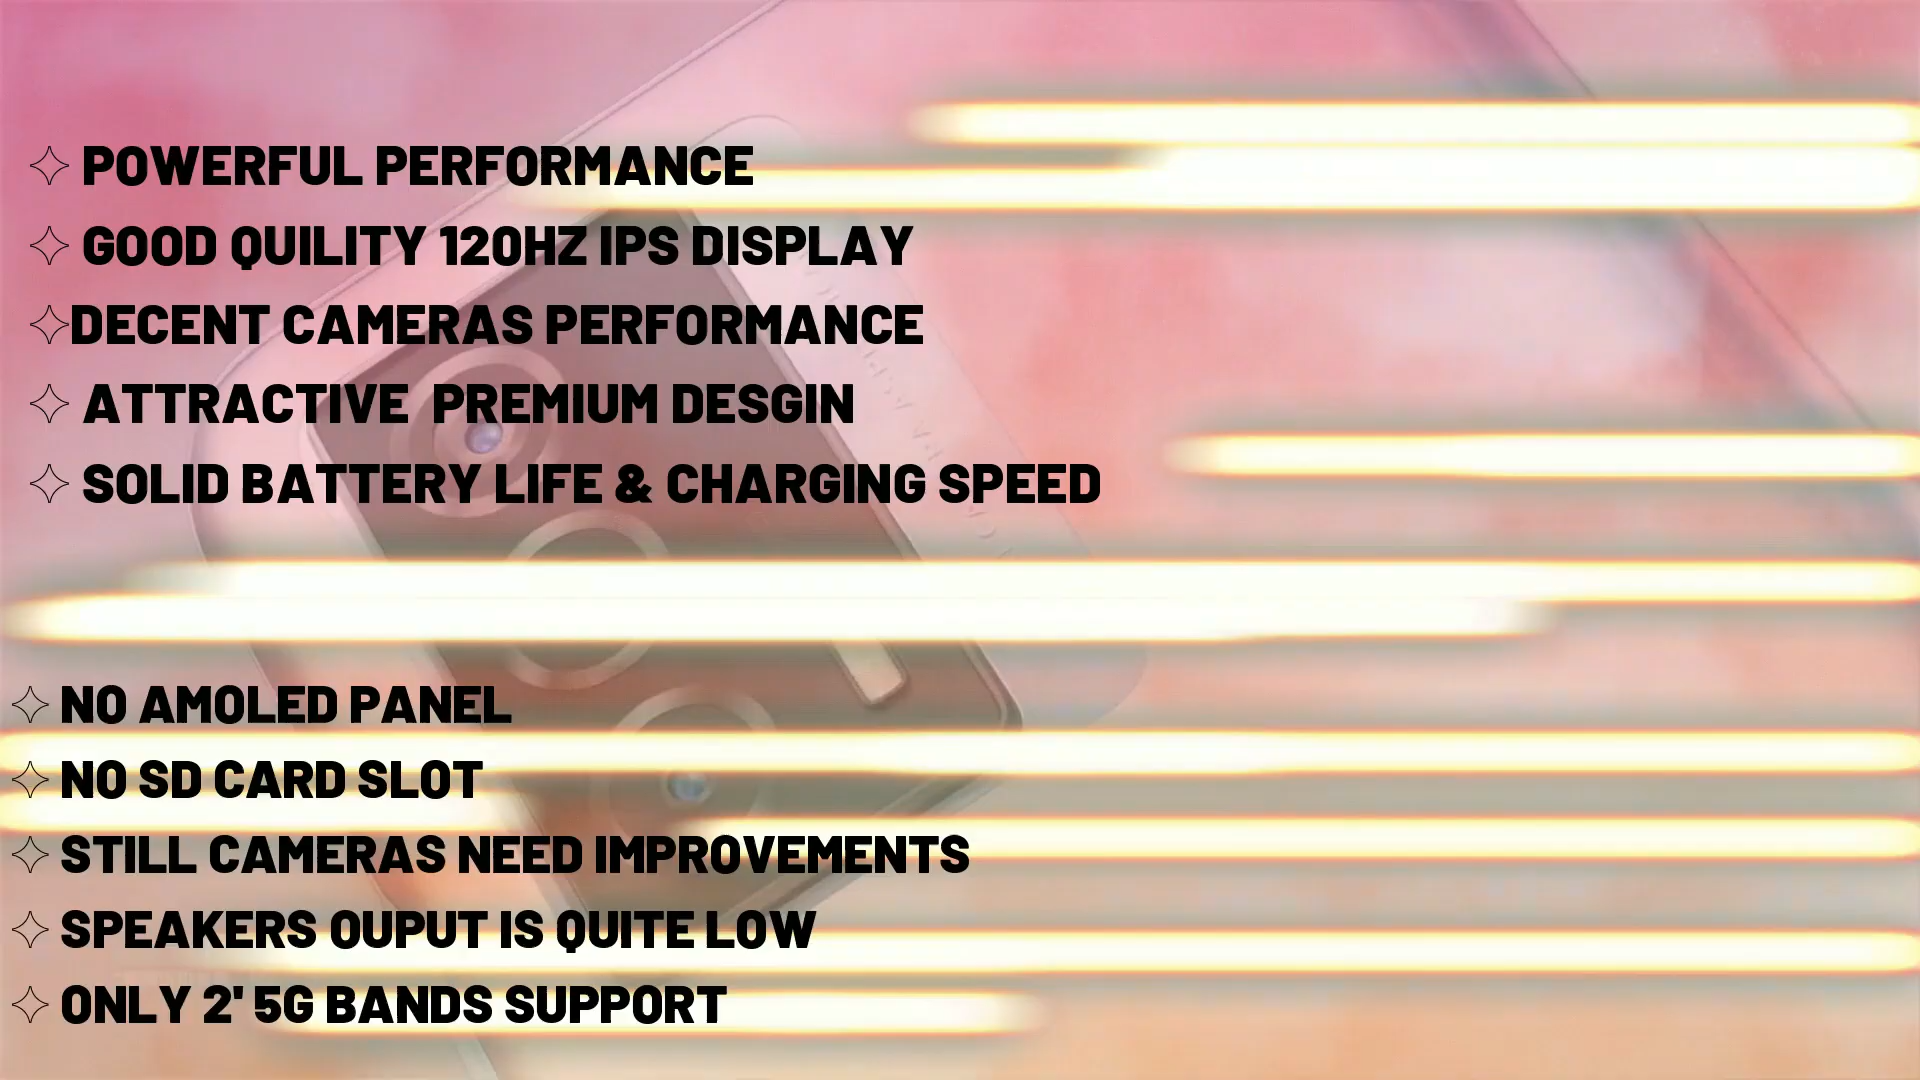 ✧ POWERFUL PERFORMANCE
✧ GOOD QUILITY 120HZ IPS DISPLAY
✧DECENT CAMERAS PERFORMANCE
✧ ATTRACTIVE  PREMIUM DESGIN
✧ SOLID BATTERY LIFE & CHARGING SPEED
✧ NO AMOLED PANEL
✧ NO SD CARD SLOT
✧ STILL CAMERAS NEED IMPROVEMENTS
✧ SPEAKERS OUPUT IS QUITE LOW
✧ ONLY 2' 5G BANDS SUPPORT